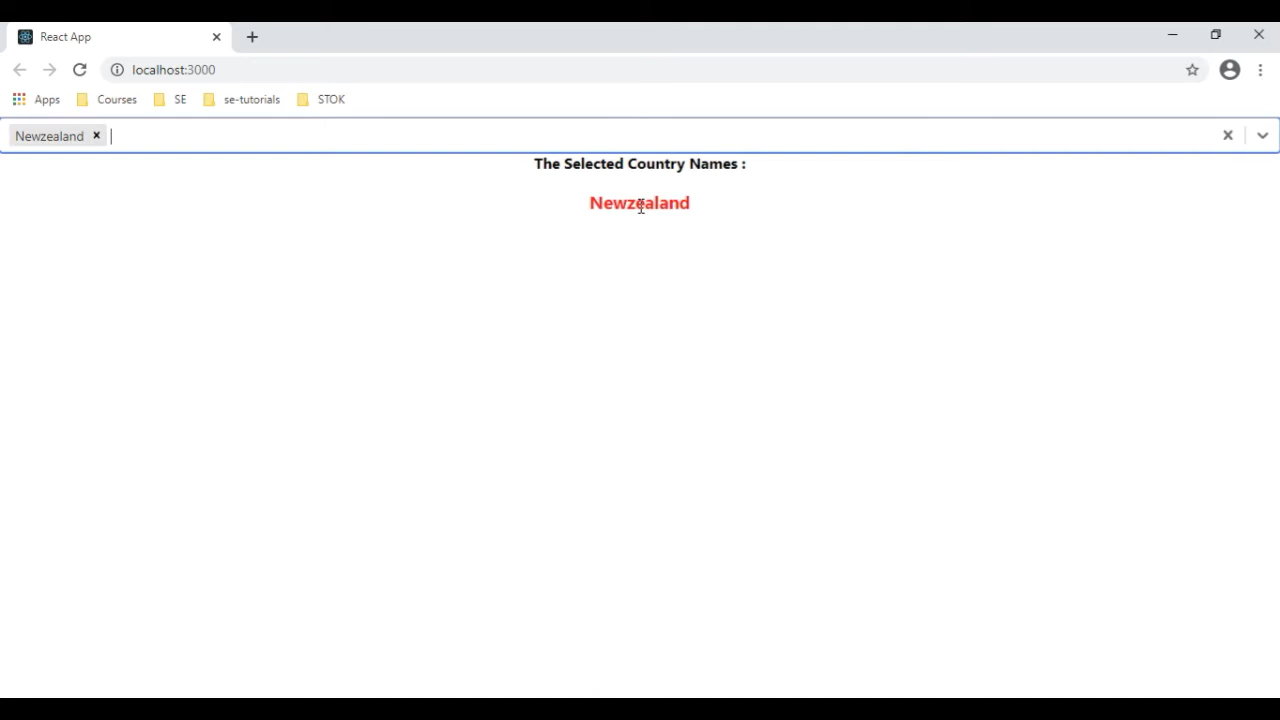 React App
localhost:3000
Apps Courses SE se-tutorials STOK
Newzealand
The Selected Country Names :
Newzealand